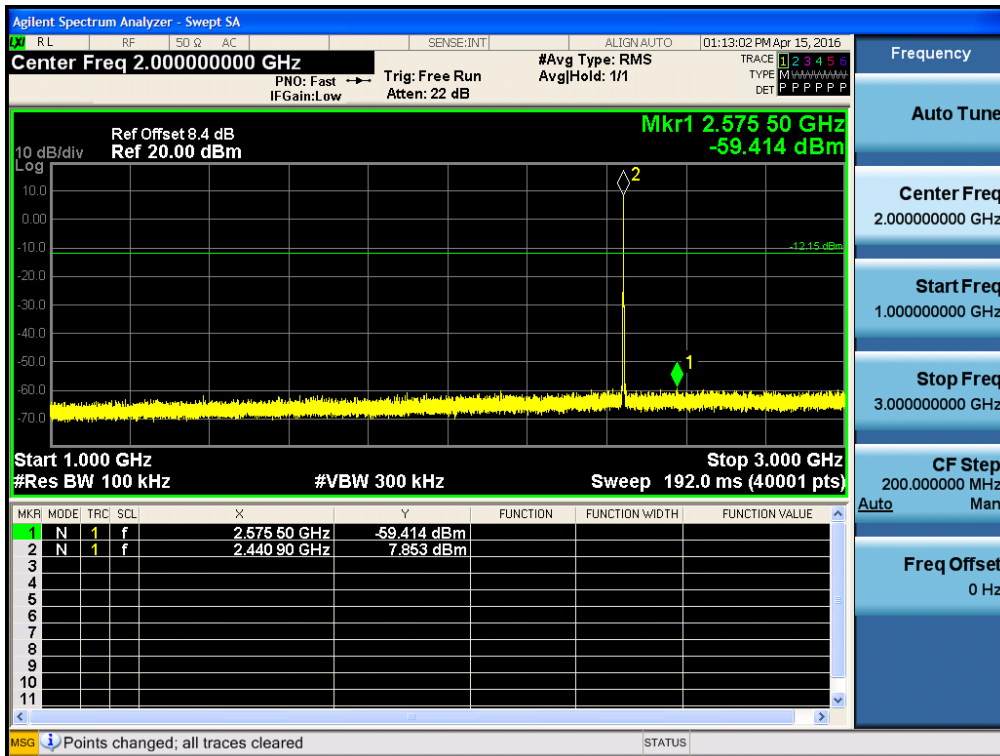 Agilent Spectrum Analyzer - Swept SA
LXI RL RF 50 Ω AC SENSE:INT ALIGN AUTO 01:13:02 PM Apr 15, 2016
Center Freq 2.000000000 GHz
PNO: Fast
IFGain:Low
Trig: Free Run
Atten: 22 dB
#Avg Type: RMS
Avg|Hold: 1/1
TRACE 1 2 3 4 5 6
TYPE M
DET P P P P P P
Mkr1 2.575 50 GHz
-59.414 dBm
Ref Offset 8.4 dB
10 dB/div Ref 20.00 dBm
Log
2
10.0
0.00
-10.0
-12.15 dBm
-20.0
-30.0
-40.0
-50.0
1
-60.0
-70.0
Start 1.000 GHz Stop 3.000 GHz
#Res BW 100 kHz #VBW 300 kHz Sweep 192.0 ms (40001 pts)
MKR MODE TRC SCL X Y FUNCTION FUNCTION WIDTH FUNCTION VALUE
1 N 1 f 2.575 50 GHz -59.414 dBm
2 N 1 f 2.440 90 GHz 7.853 dBm
3
4
5
6
7
8
9
10
11
MSG Points changed; all traces cleared STATUS
Frequency
Auto Tune
Center Freq
2.000000000 GHz
Start Freq
1.000000000 GHz
Stop Freq
3.000000000 GHz
CF Step
200.000000 MHz
Auto Man
Freq Offset
0 Hz